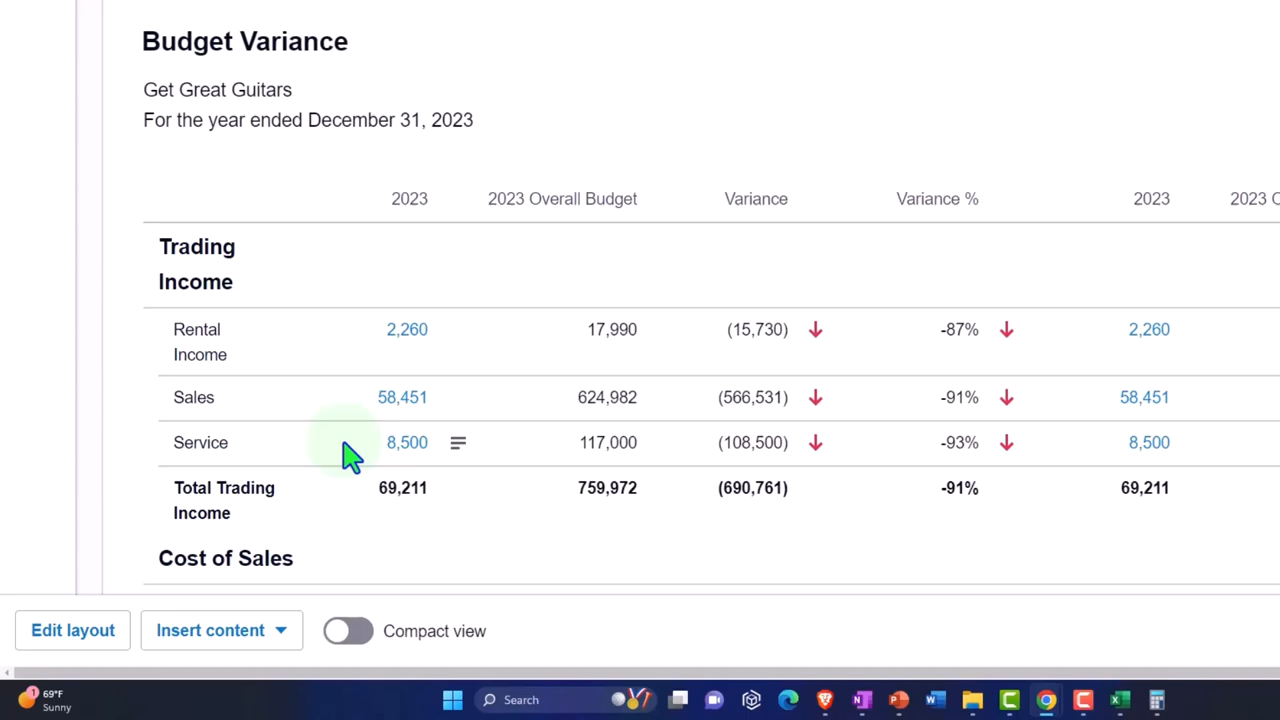 Budget Variance
Get Great Guitars
For the year ended December 31, 2023
2023 2023 Overall Budget Variance Variance % 2023 2023
Trading
Income
Rental 2,260 17,990 (15,730) -87% 2,260
Income
Sales 58,451 624,982 (566,531) -91% 58,451
Service 8,500 117,000 (108,500) -93% 8,500
Total Trading 69,211 759,972 (690,761) -91% 69,211
Income
Cost of Sales
Edit layout Insert content Compact view
1 69°F
Sunny
Search